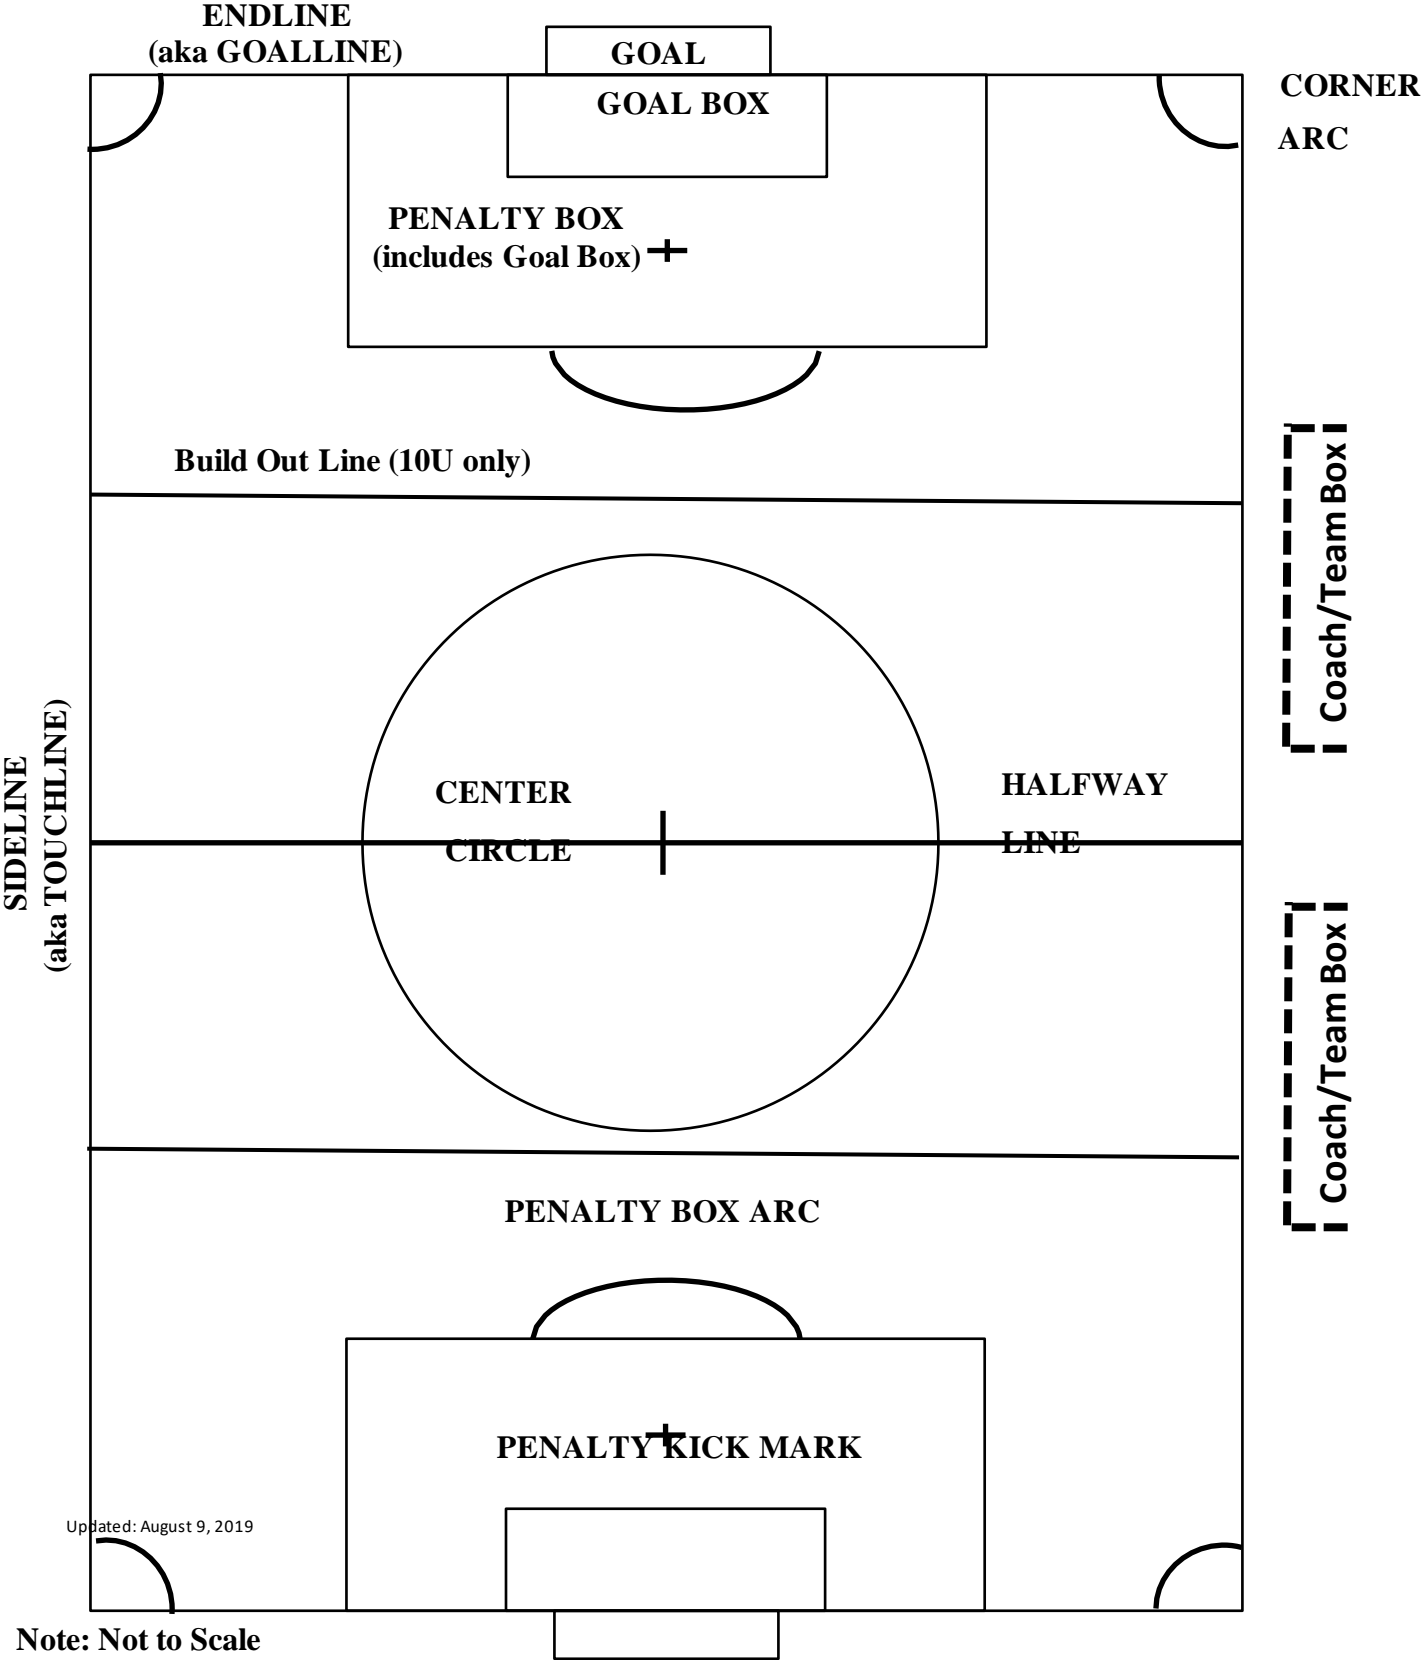 ENDLINE
(aka GOALLINE)
GOAL
GOAL BOX
CORNER
ARC
PENALTY BOX
(includes Goal Box)
Build Out Line (10U only)
Coach/Team Box
SIDELINE
(aka TOUCHLINE)
CENTER
CIRCLE
HALFWAY
LINE
Coach/Team Box
PENALTY BOX ARC
PENALTY KICK MARK
Updated: August 9, 2019
Note: Not to Scale